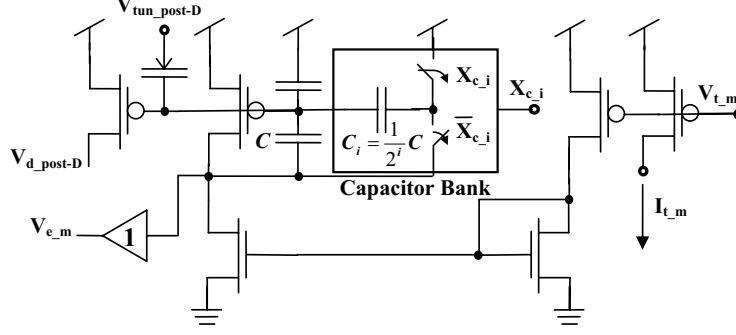 V_tun_post-D
X_c_i
X_c_i
V_t_m
C
C_i = 1/2^i C
X̅_c_i
V_d_post-D
Capacitor Bank
I_t_m
V_e_m
1